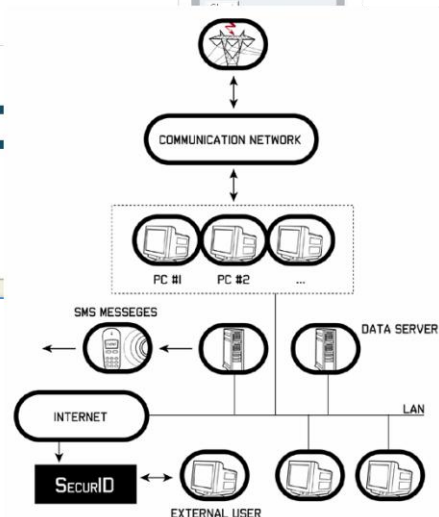 COMMUNICATION NETWORK
PC #1 PC #2 ...
SMS MESSEGES
DATA SERVER
INTERNET
LAN
SECURID
EXTERNAL USER